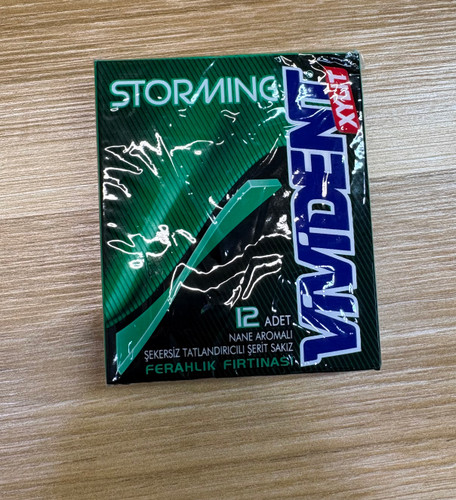 STORMING
VIVIDENT
XYLIT
12 ADET
NANE AROMALI
ŞEKERSİZ TATLANDIRICILI ŞERİT SAKIZ
FERAHLIK FIRTINASI